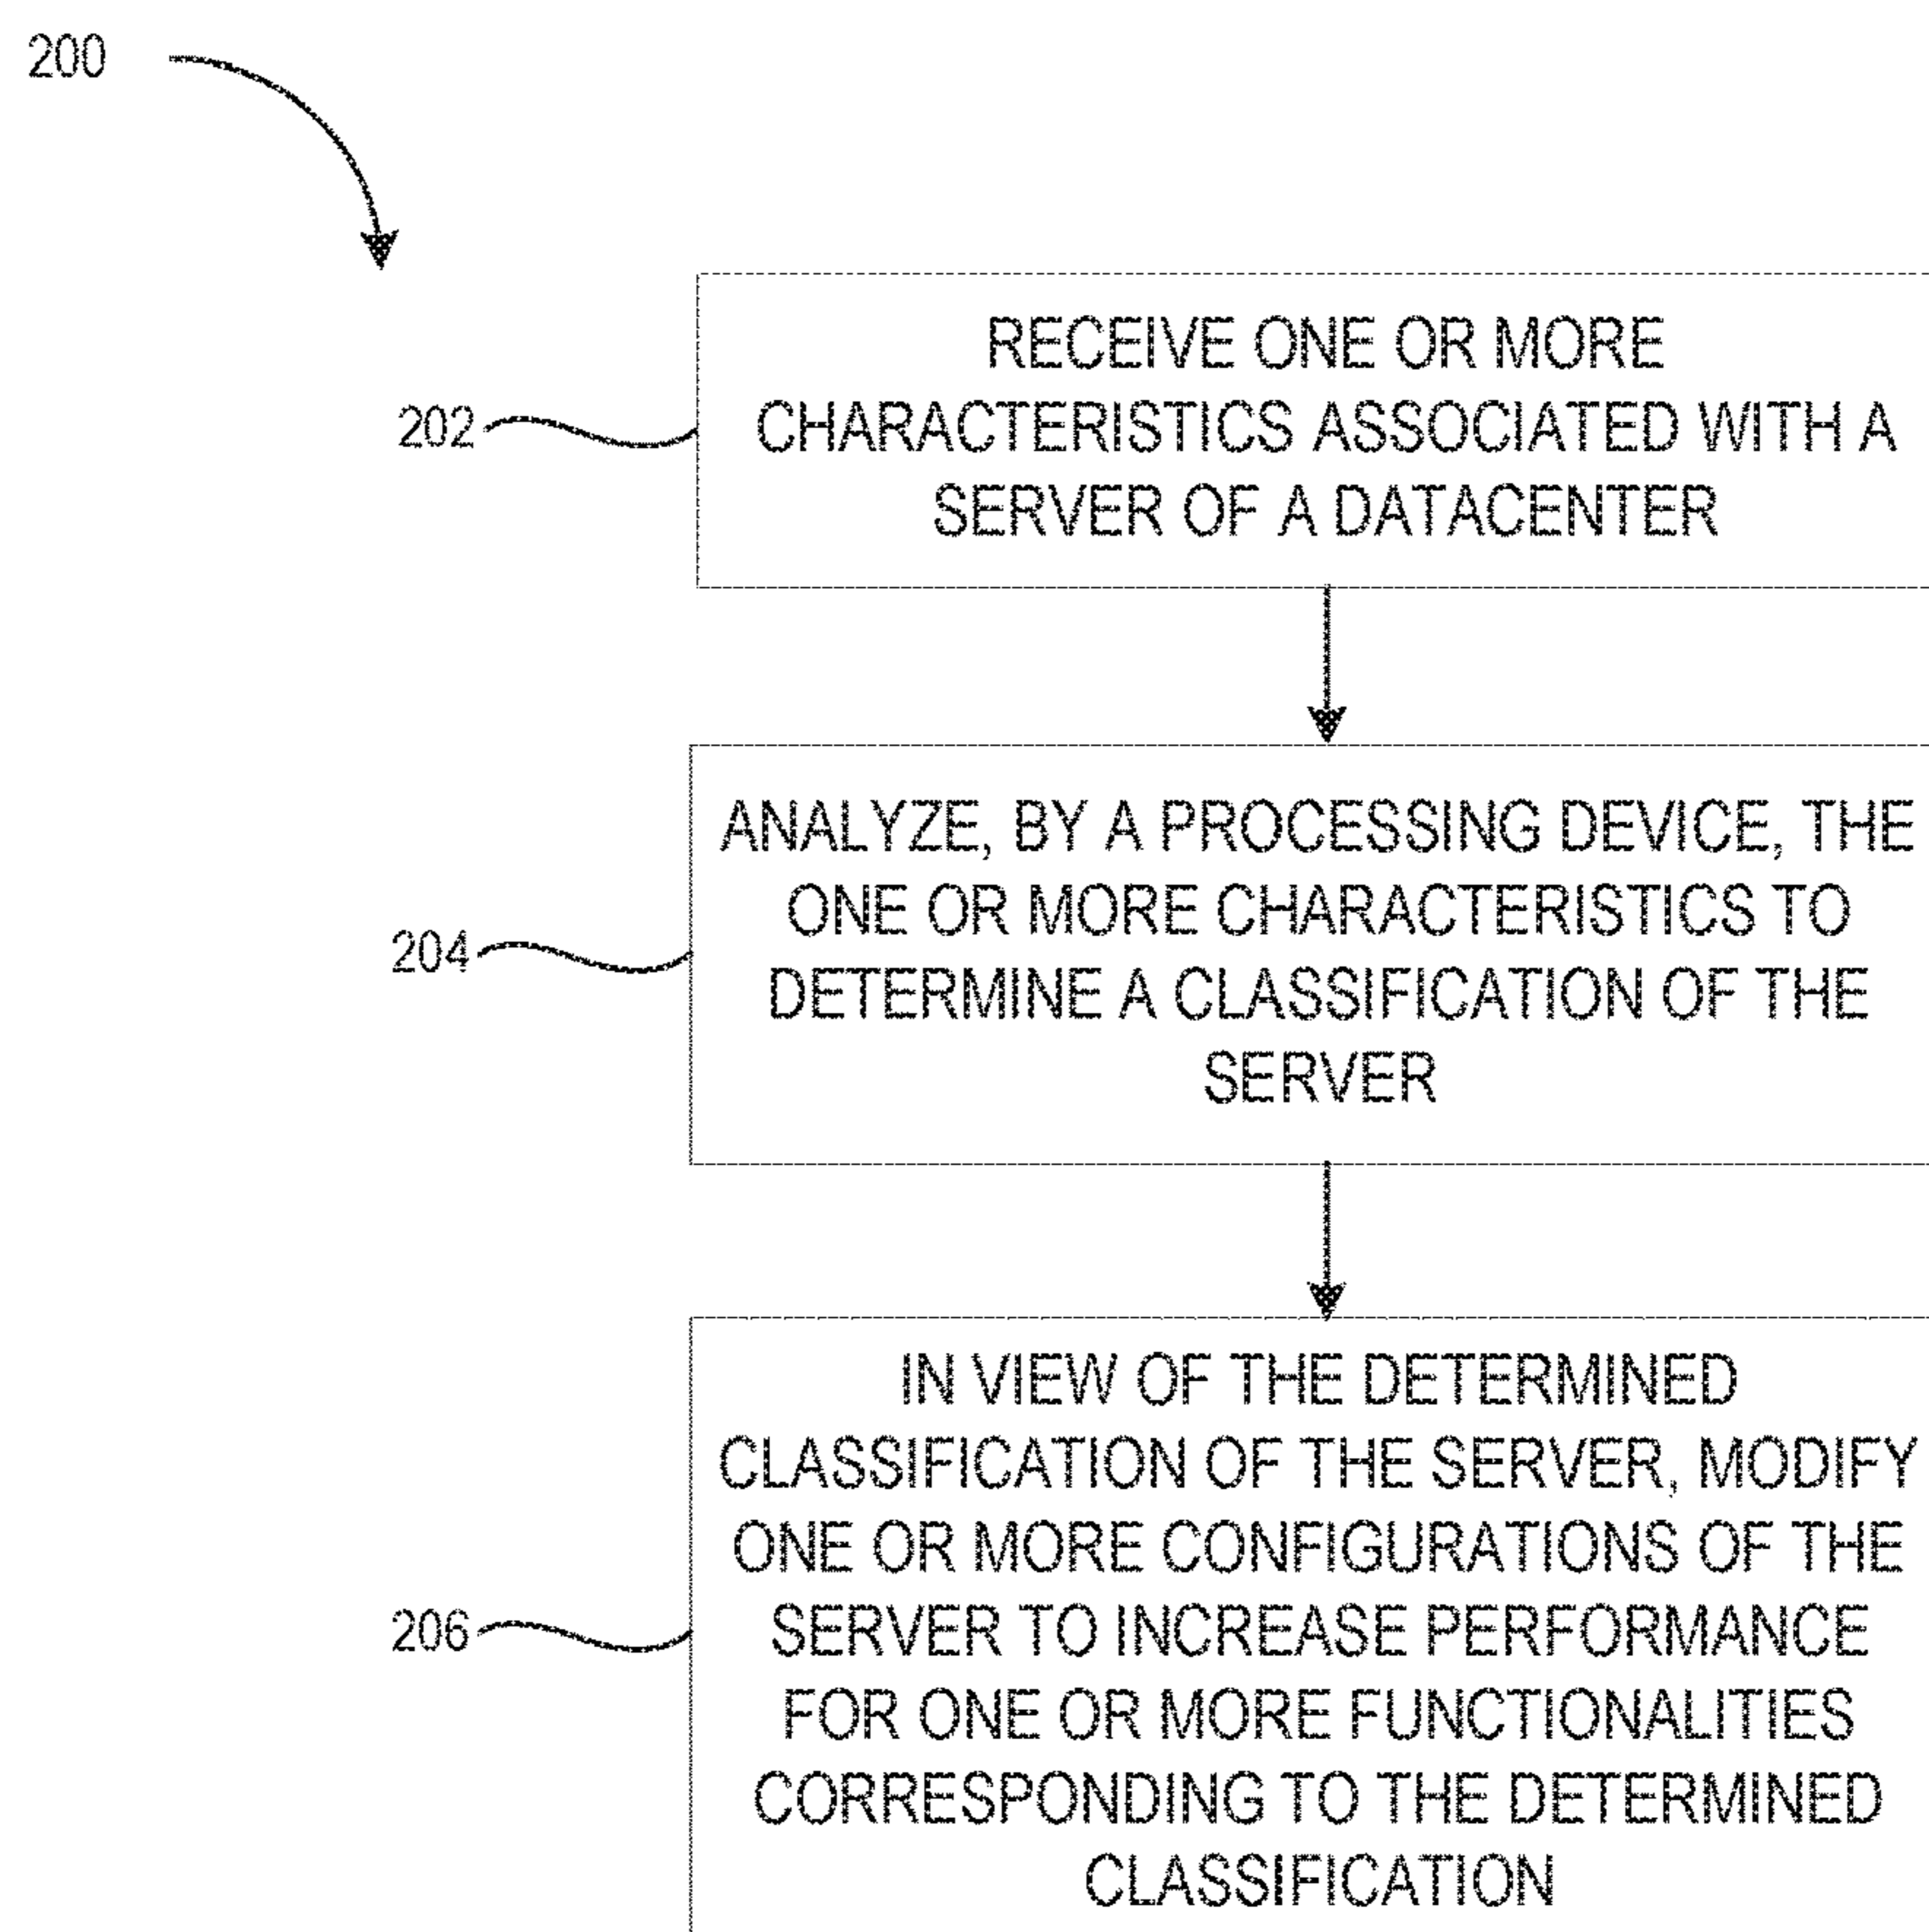 200
RECEIVE ONE OR MORE
CHARACTERISTICS ASSOCIATED WITH A
SERVER OF A DATACENTER
202
ANALYZE, BY A PROCESSING DEVICE, THE
ONE OR MORE CHARACTERISTICS TO
DETERMINE A CLASSIFICATION OF THE
SERVER
204
IN VIEW OF THE DETERMINED
CLASSIFICATION OF THE SERVER, MODIFY
ONE OR MORE CONFIGURATIONS OF THE
SERVER TO INCREASE PERFORMANCE
FOR ONE OR MORE FUNCTIONALITIES
CORRESPONDING TO THE DETERMINED
CLASSIFICATION
206